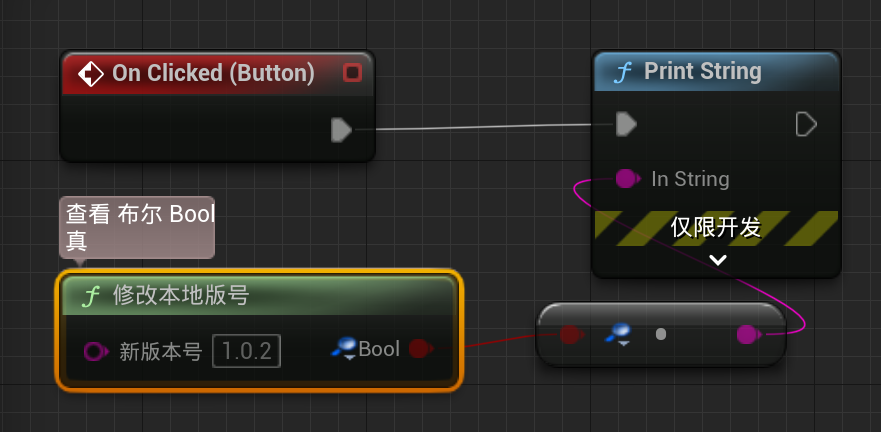 On Clicked (Button)
Print String
In String
仅限开发
查看 布尔 Bool
真
修改本地版号
新版本号 1.0.2 Bool